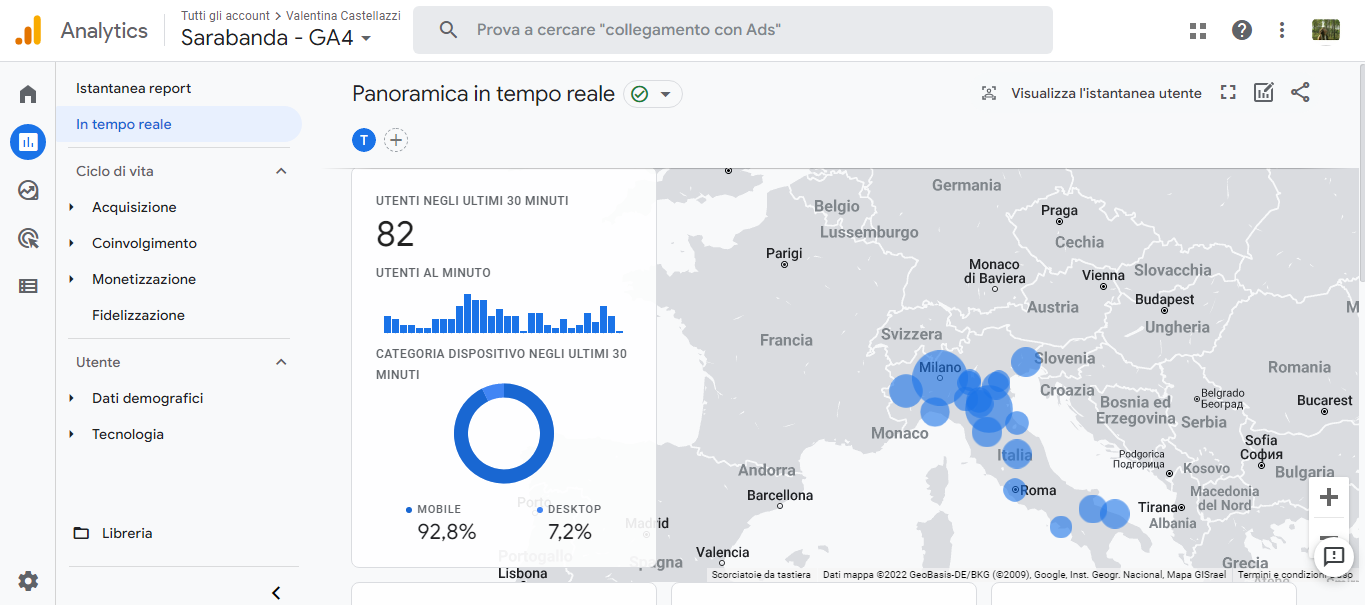 Analytics
Tutti gli account > Valentina Castellazzi
Sarabanda - GA4
Prova a cercare "collegamento con Ads"
Istantanea report
In tempo reale
Ciclo di vita
Acquisizione
Coinvolgimento
Monetizzazione
Fidelizzazione
Utente
Dati demografici
Tecnologia
Libreria
Panoramica in tempo reale
Visualizza l'istantanea utente
T
UTENTI NEGLI ULTIMI 30 MINUTI
82
UTENTI AL MINUTO
CATEGORIA DISPOSITIVO NEGLI ULTIMI 30
MINUTI
MOBILE
92,8%
DESKTOP
7,2%
Germania
Belgio
Praga
Lussemburgo
Cechia
Parigi
Monaco
di Baviera
Vienna
Slovacchia
Budapest
Austria
Ungheria
Svizzera
Francia
Slovenia
Milano
Romania
Croazia
Belgrado
Београд
Bosnia ed
Erzegovina
Bucarest
Serbia
Monaco
Sofia
София
Italia
Podgorica
Подгорица
Kosovo
Bulgaria
Andorra
Roma
Macedonia
del Nord
Barcellona
Tirana
Albania
Porto
Madrid
Valencia
Portogallo
Spagna
Lisbona
Grecia
Scorciatoie da tastiera
Dati mappa ©2022 GeoBasis-DE/BKG (©2009), Google, Inst. Geogr. Nacional, Mapa GISrael
Termini e condizioni